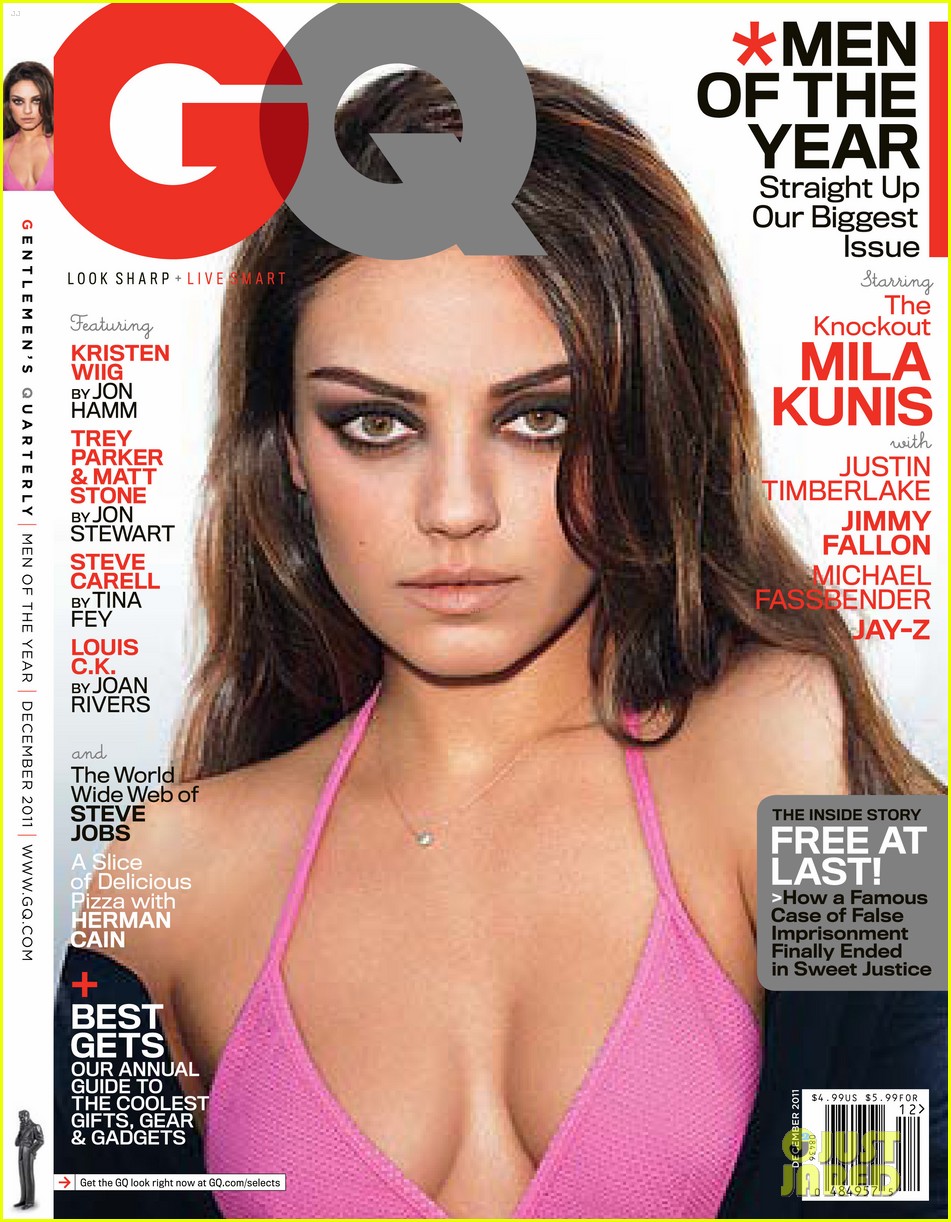 GQ
LOOK SHARP + LIVE SMART
*MEN
OF THE
YEAR
Straight Up
Our Biggest
Issue
Starring
The
Knockout
MILA
KUNIS
with
JUSTIN
TIMBERLAKE
JIMMY
FALLON
MICHAEL
FASSBENDER
JAY-Z
Featuring
KRISTEN
WIIG
BY JON
HAMM
TREY
PARKER
& MATT
STONE
BY JON
STEWART
STEVE
CARELL
BY TINA
FEY
LOUIS
C.K.
BY JOAN
RIVERS
and
The World
Wide Web of
STEVE
JOBS
A Slice
of Delicious
Pizza with
HERMAN
CAIN
+
BEST
GETS
OUR ANNUAL
GUIDE TO
THE COOLEST
GIFTS, GEAR
& GADGETS
→ Get the GQ look right now at GQ.com/selects
THE INSIDE STORY
FREE AT
LAST!
>How a Famous
Case of False
Imprisonment
Finally Ended
in Sweet Justice
DECEMBER 2011
$4.99US $5.99FOR
12>
JUST
JARED
GENTLEMEN'S QUARTERLY | MEN OF THE YEAR | DECEMBER 2011 | WWW.GQ.COM